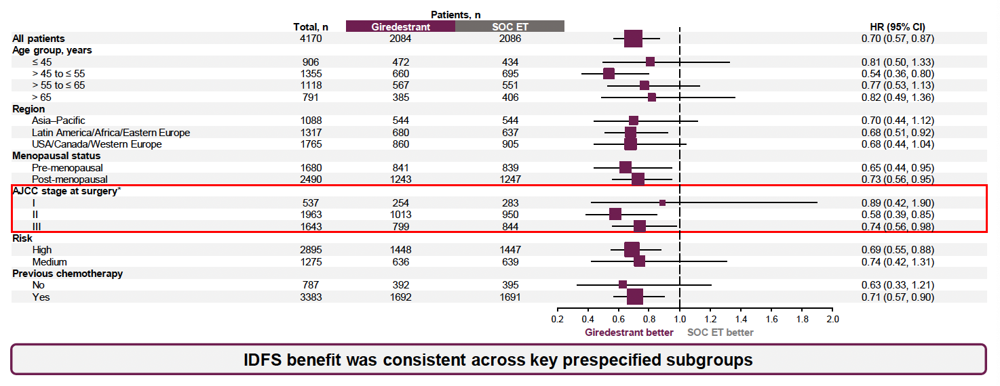 Patients, n
Total, n Giredestrant SOC ET HR (95% CI)
All patients 4170 2084 2086 0.70 (0.57, 0.87)
Age group, years
≤ 45 906 472 434 0.81 (0.50, 1.33)
> 45 to ≤ 55 1355 660 695 0.54 (0.36, 0.80)
> 55 to ≤ 65 1118 567 551 0.77 (0.53, 1.13)
> 65 791 385 406 0.82 (0.49, 1.36)
Region
Asia–Pacific 1088 544 544 0.70 (0.44, 1.12)
Latin America/Africa/Eastern Europe 1317 680 637 0.68 (0.51, 0.92)
USA/Canada/Western Europe 1765 860 905 0.68 (0.44, 1.04)
Menopausal status
Pre-menopausal 1680 841 839 0.65 (0.44, 0.95)
Post-menopausal 2490 1243 1247 0.73 (0.56, 0.95)
AJCC stage at surgery*
I 537 254 283 0.89 (0.42, 1.90)
II 1963 1013 950 0.58 (0.39, 0.85)
III 1643 799 844 0.74 (0.56, 0.98)
Risk
High 2895 1448 1447 0.69 (0.55, 0.88)
Medium 1275 636 639 0.74 (0.42, 1.31)
Previous chemotherapy
No 787 392 395 0.63 (0.33, 1.21)
Yes 3383 1692 1691 0.71 (0.57, 0.90)
0.2 0.4 0.6 0.8 1.0 1.2 1.4 1.6 1.8 2.0
Giredestrant better SOC ET better
IDFS benefit was consistent across key prespecified subgroups